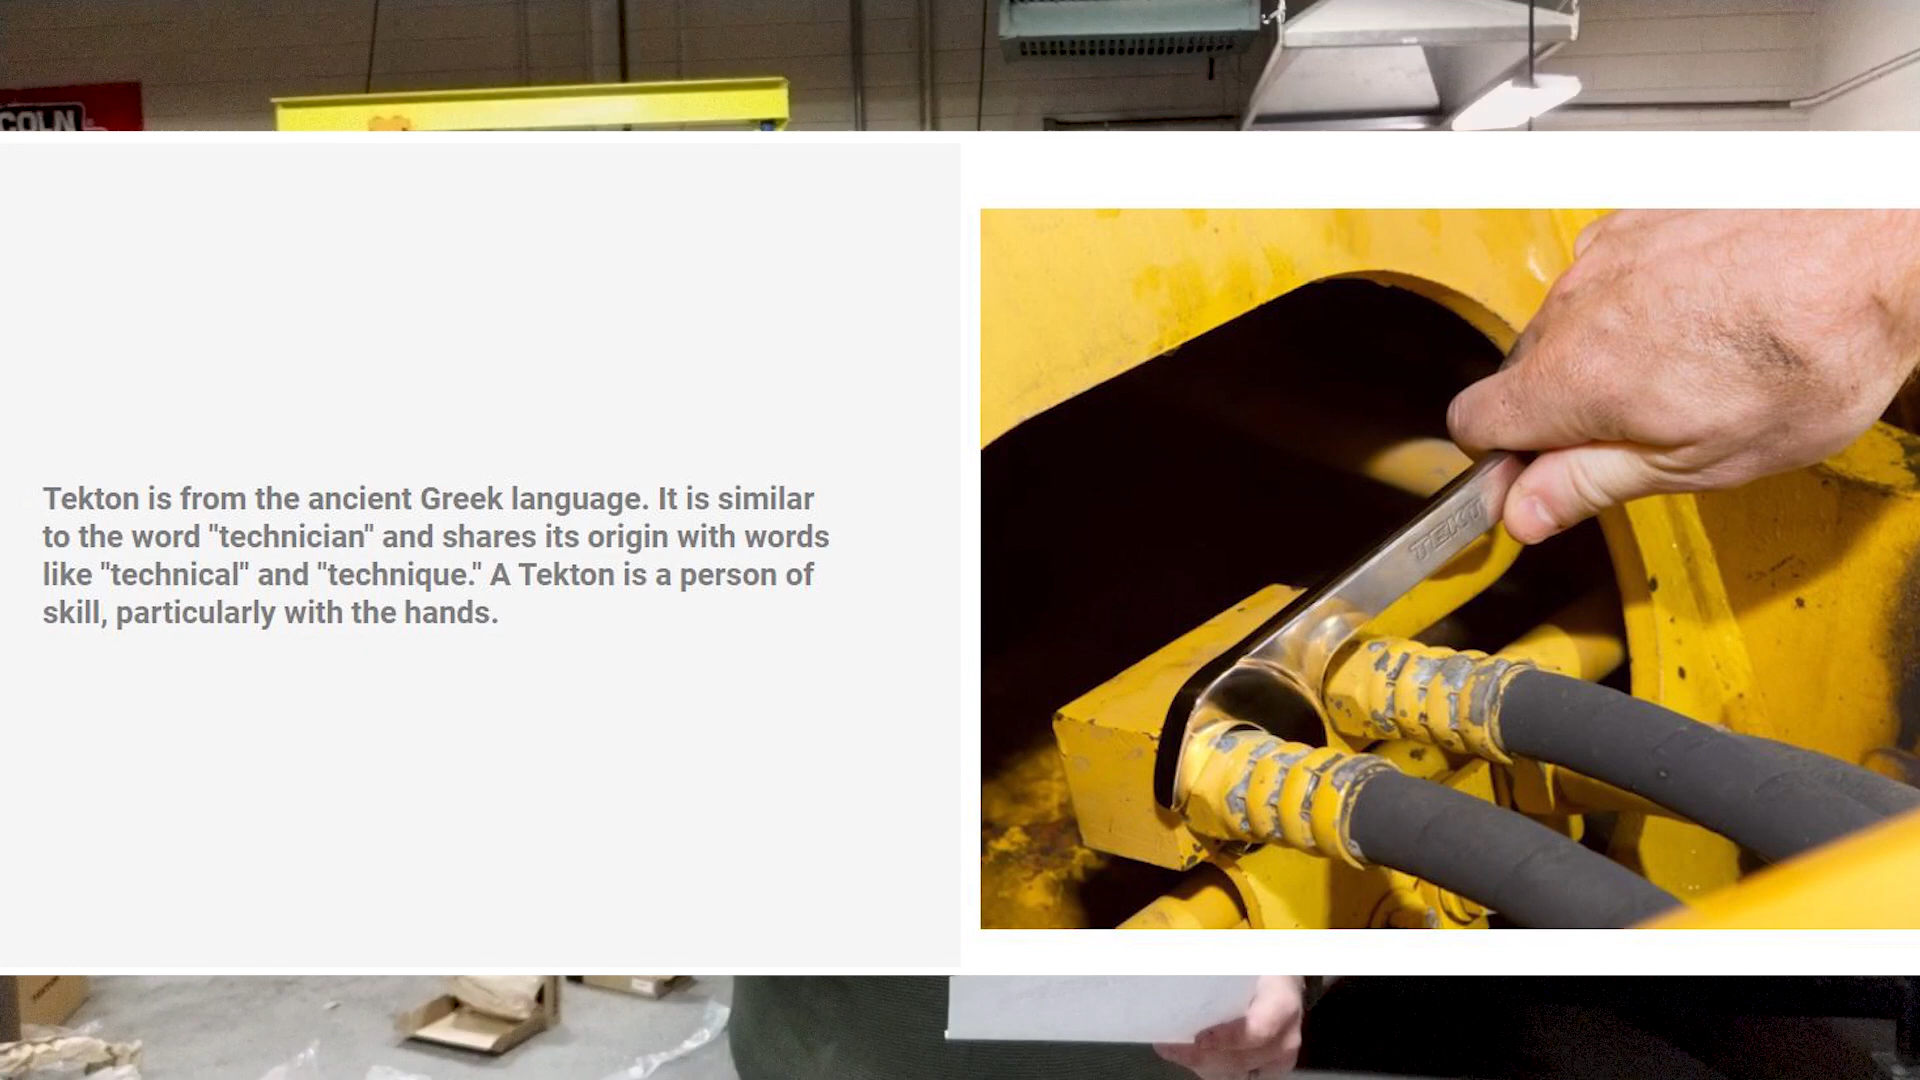 COLN
Tekton is from the ancient Greek language. It is similar
to the word "technician" and shares its origin with words
like "technical" and "technique." A Tekton is a person of
skill, particularly with the hands.
TEKT